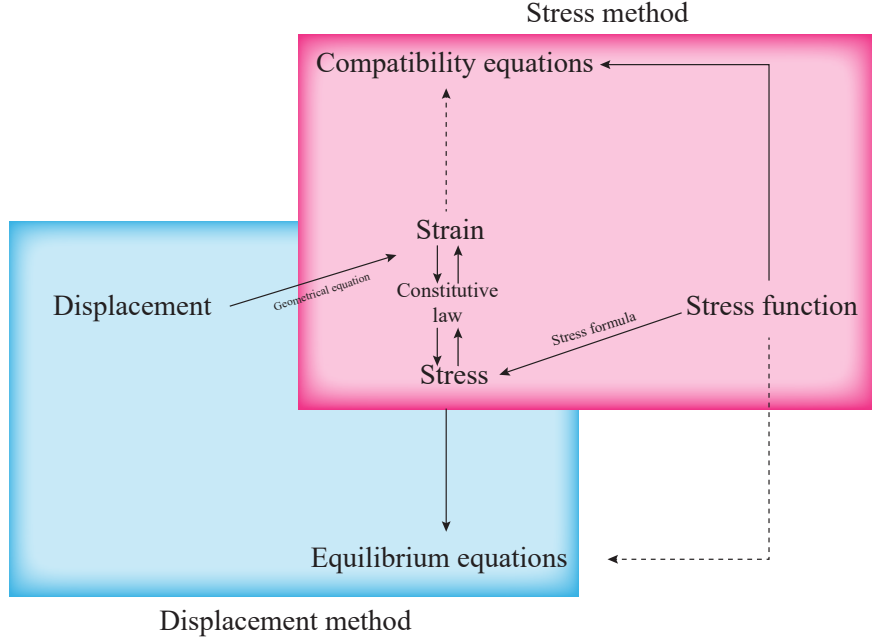 Stress method
Compatibility equations
Strain
Geometrical equation
Displacement
Constitutive
law
Stress function
Stress formula
Stress
Equilibrium equations
Displacement method